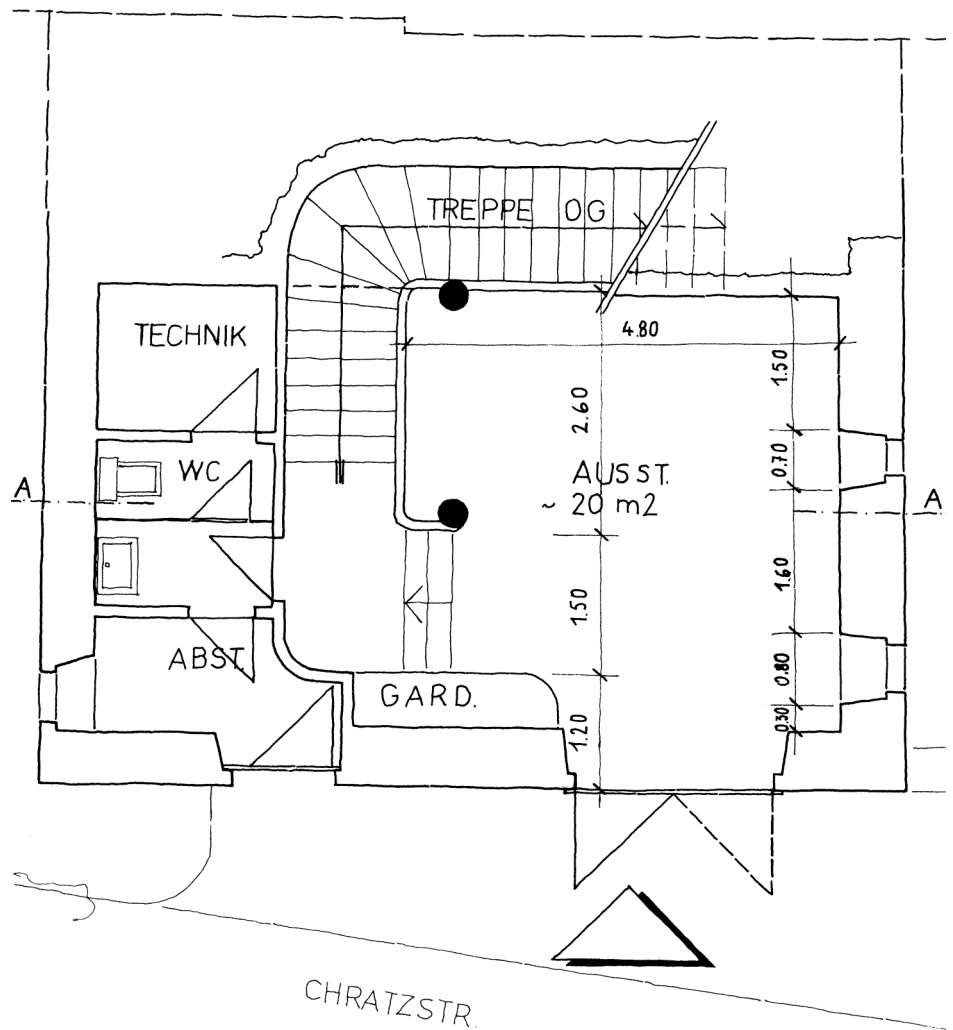 TREPPE OG
TECHNIK
4.80
1.50
2.60
WC
AUSST.
~ 20 m2
0.70
A
A
1.60
1.50
ABST.
0.80
GARD.
1.20
0.30
CHRATZSTR.